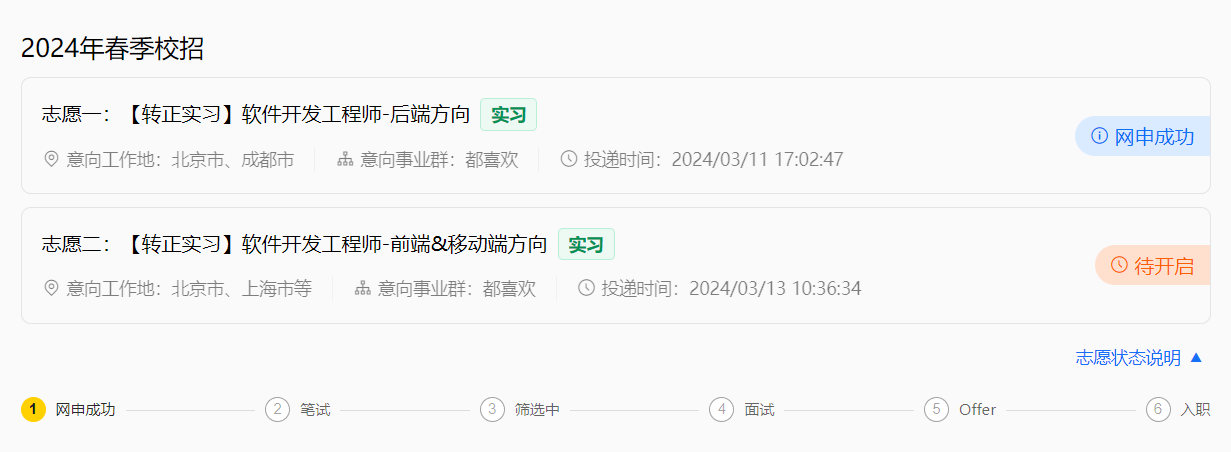 2024年春季校招
志愿一：【转正实习】软件开发工程师-后端方向 实习
网申成功
意向工作地：北京市、成都市 意向事业群：都喜欢 投递时间：2024/03/11 17:02:47
志愿二：【转正实习】软件开发工程师-前端&移动端方向 实习
待开启
意向工作地：北京市、上海市等 意向事业群：都喜欢 投递时间：2024/03/13 10:36:34
志愿状态说明
1 网申成功 2 笔试 3 筛选中 4 面试 5 Offer 6 入职